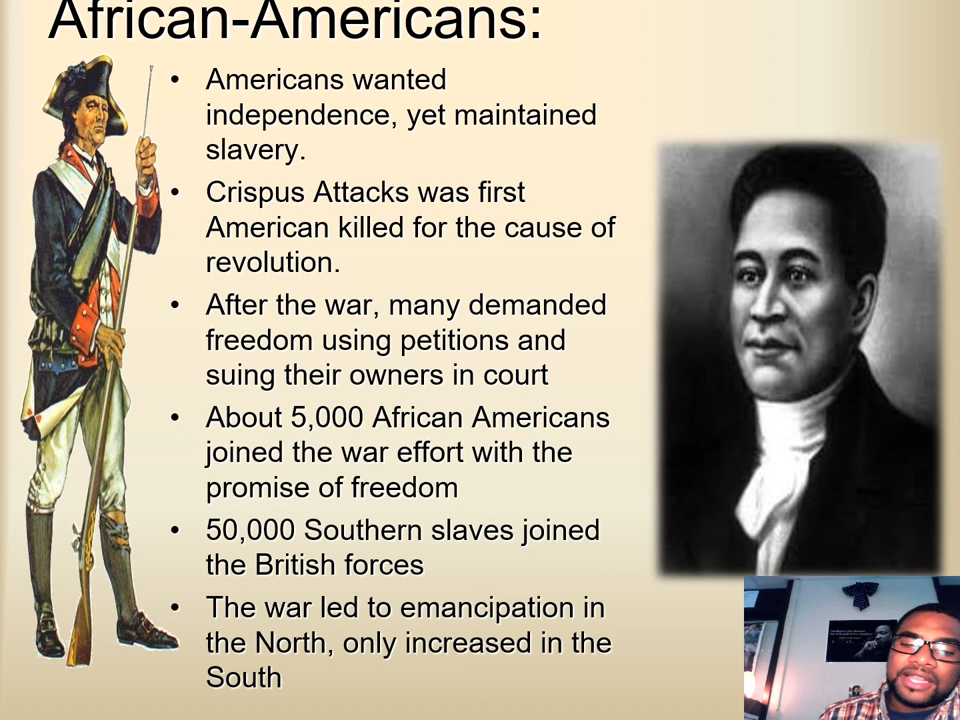 African-Americans:
• Americans wanted
independence, yet maintained
slavery.
• Crispus Attacks was first
American killed for the cause of
revolution.
• After the war, many demanded
freedom using petitions and
suing their owners in court
• About 5,000 African Americans
joined the war effort with the
promise of freedom
• 50,000 Southern slaves joined
the British forces
• The war led to emancipation in
the North, only increased in the
South